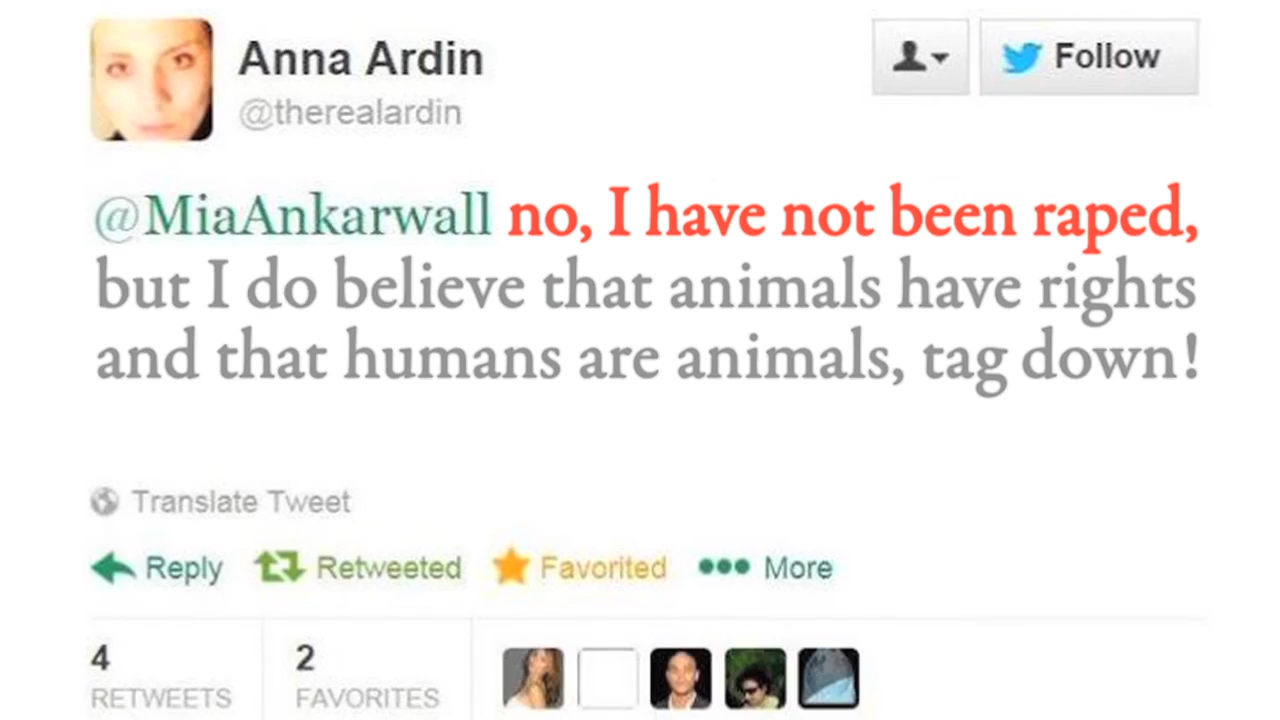 Anna Ardin
@therealardin
Follow
@MiaAnkarwall no, I have not been raped,
but I do believe that animals have rights
and that humans are animals, tag down!
Translate Tweet
Reply Retweeted Favorited More
4 2
RETWEETS FAVORITES